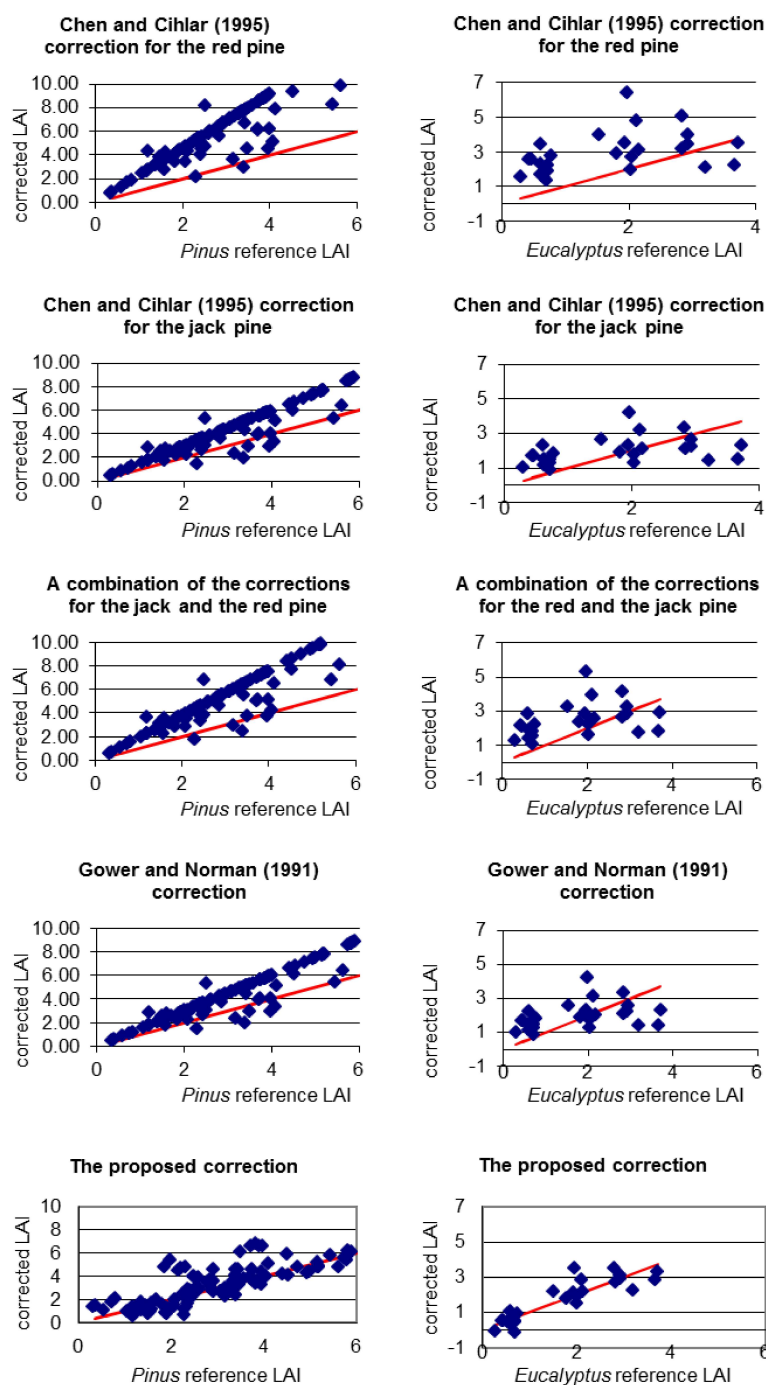 Chen and Cihlar (1995)
correction for the red pine
corrected LAI
10.00
8.00
6.00
4.00
2.00
0.00
0
2
4
6
Pinus reference LAI
Chen and Cihlar (1995) correction
for the red pine
corrected LAI
7
5
3
1
-1
0
2
4
Eucalyptus reference LAI
Chen and Cihlar (1995) correction
for the jack pine
corrected LAI
10.00
8.00
6.00
4.00
2.00
0.00
0
2
4
6
Pinus reference LAI
Chen and Cihlar (1995) correction
for the jack pine
corrected LAI
7
5
3
1
-1
0
2
4
Eucalyptus reference LAI
A combination of the corrections
for the jack and the red pine
corrected LAI
10.00
8.00
6.00
4.00
2.00
0.00
0
2
4
6
Pinus reference LAI
A combination of the corrections
for the red and the jack pine
corrected LAI
7
5
3
1
-1
0
2
4
6
Eucalyptus reference LAI
Gower and Norman (1991)
correction
corrected LAI
10.00
8.00
6.00
4.00
2.00
0.00
0
2
4
6
Pinus reference LAI
Gower and Norman (1991)
correction
corrected LAI
7
5
3
1
-1
0
2
4
6
Eucalyptus reference LAI
The proposed correction
corrected LAI
10
8
6
4
2
0
0
2
4
6
Pinus reference LAI
The proposed correction
corrected LAI
7
5
3
1
-1
0
2
4
6
Eucalyptus reference LAI